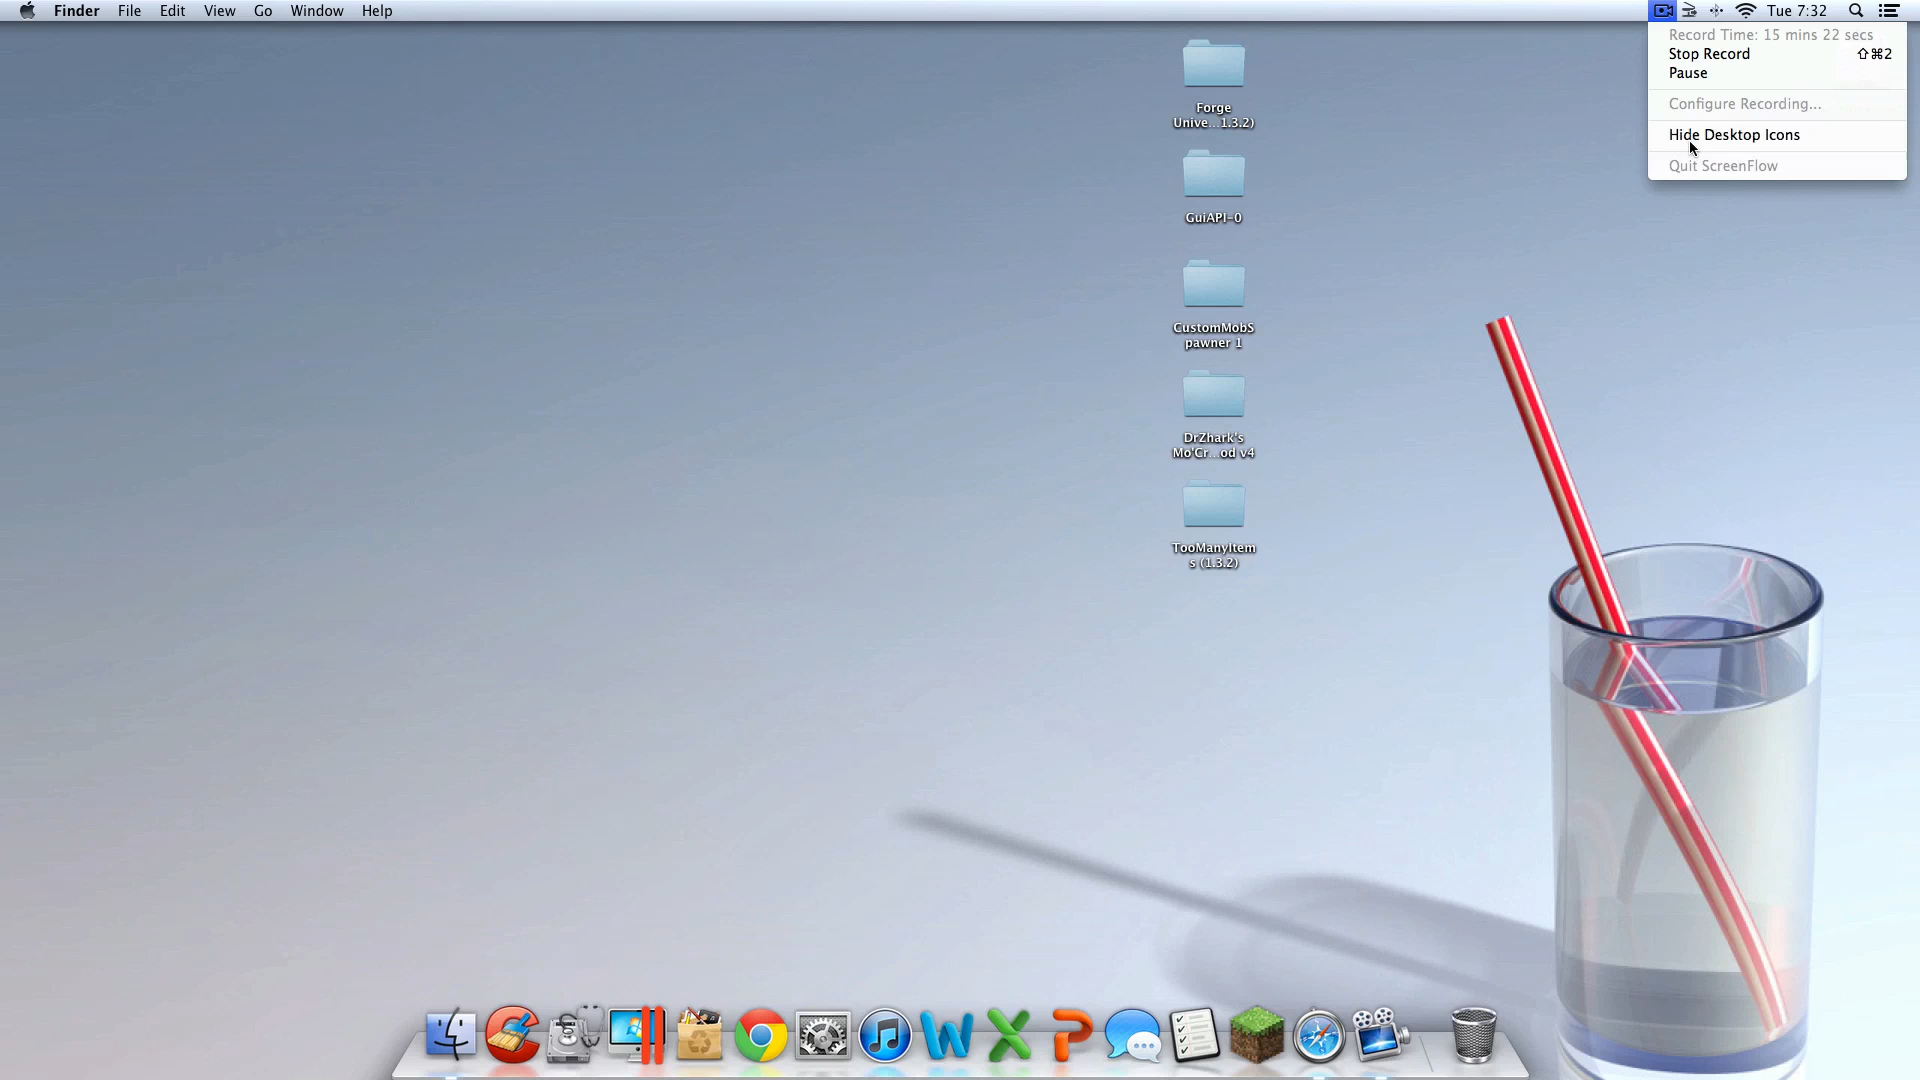 Finder File Edit View Go Window Help
Tue 7:32
Record Time: 15 mins 22 secs
Stop Record ⇧⌘2
Pause
Configure Recording...
Hide Desktop Icons
Quit ScreenFlow
Forge
Unive...1.3.2)
GuiAPI-0
CustomMobS
pawner 1
DrZhark's
Mo'Cr...od v4
TooManyItem
s (1.3.2)